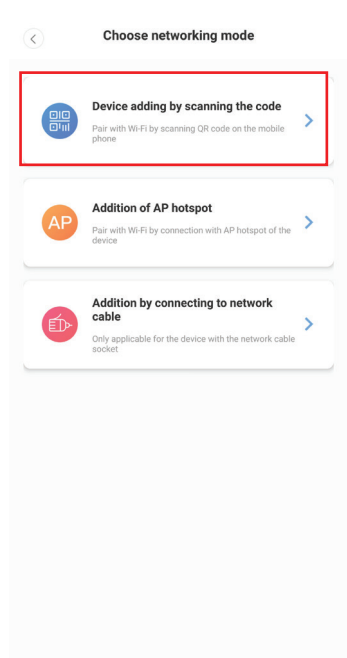 Choose networking mode
Device adding by scanning the code
Pair with Wi-Fi by scanning QR code on the mobile
phone
AP
Addition of AP hotspot
Pair with Wi-Fi by connection with AP hotspot of the
device
Addition by connecting to network
cable
Only applicable for the device with the network cable
socket